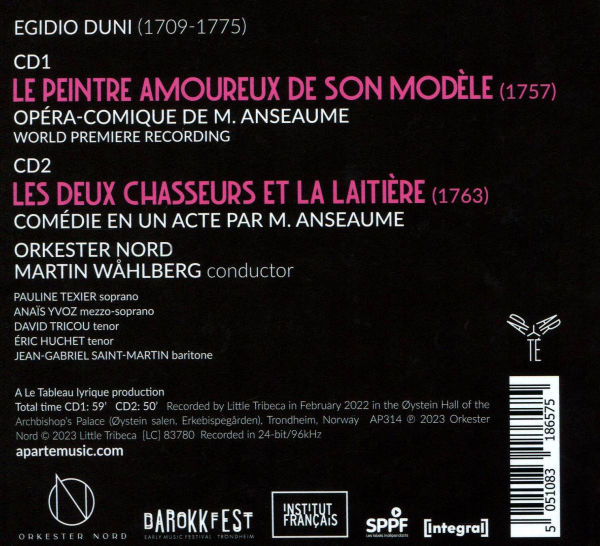 EGIDIO DUNI (1709-1775)
CD1
LE PEINTRE AMOUREUX DE SON MODÈLE (1757)
OPÉRA-COMIQUE DE M. ANSEAUME
WORLD PREMIERE RECORDING
CD2
LES DEUX CHASSEURS ET LA LAITIÈRE (1763)
COMÉDIE EN UN ACTE PAR M. ANSEAUME
ORKESTER NORD
MARTIN WÅHLBERG conductor
PAULINE TEXIER soprano
ANAÏS YVOZ mezzo-soprano
DAVID TRICOU tenor
ÉRIC HUCHET tenor
JEAN-GABRIEL SAINT-MARTIN baritone
APARTÉ
A Le Tableau lyrique production
Total time CD1: 59' CD2: 50' Recorded by Little Tribeca in February 2022 in the Øystein Hall of the
Archbishop's Palace (Øystein salen, Erkebispegården), Trondheim, Norway AP314 ℗ 2023 Orkester
Nord © 2023 Little Tribeca [LC] 83780 Recorded in 24-bit/96kHz
apartemusic.com
5 051083 186575
ORKESTER NORD
BAROKKFEST
EARLY MUSIC FESTIVAL TRONDHEIM
INSTITUT
FRANÇAIS
SPPF
Les labels indépendants
[integral]